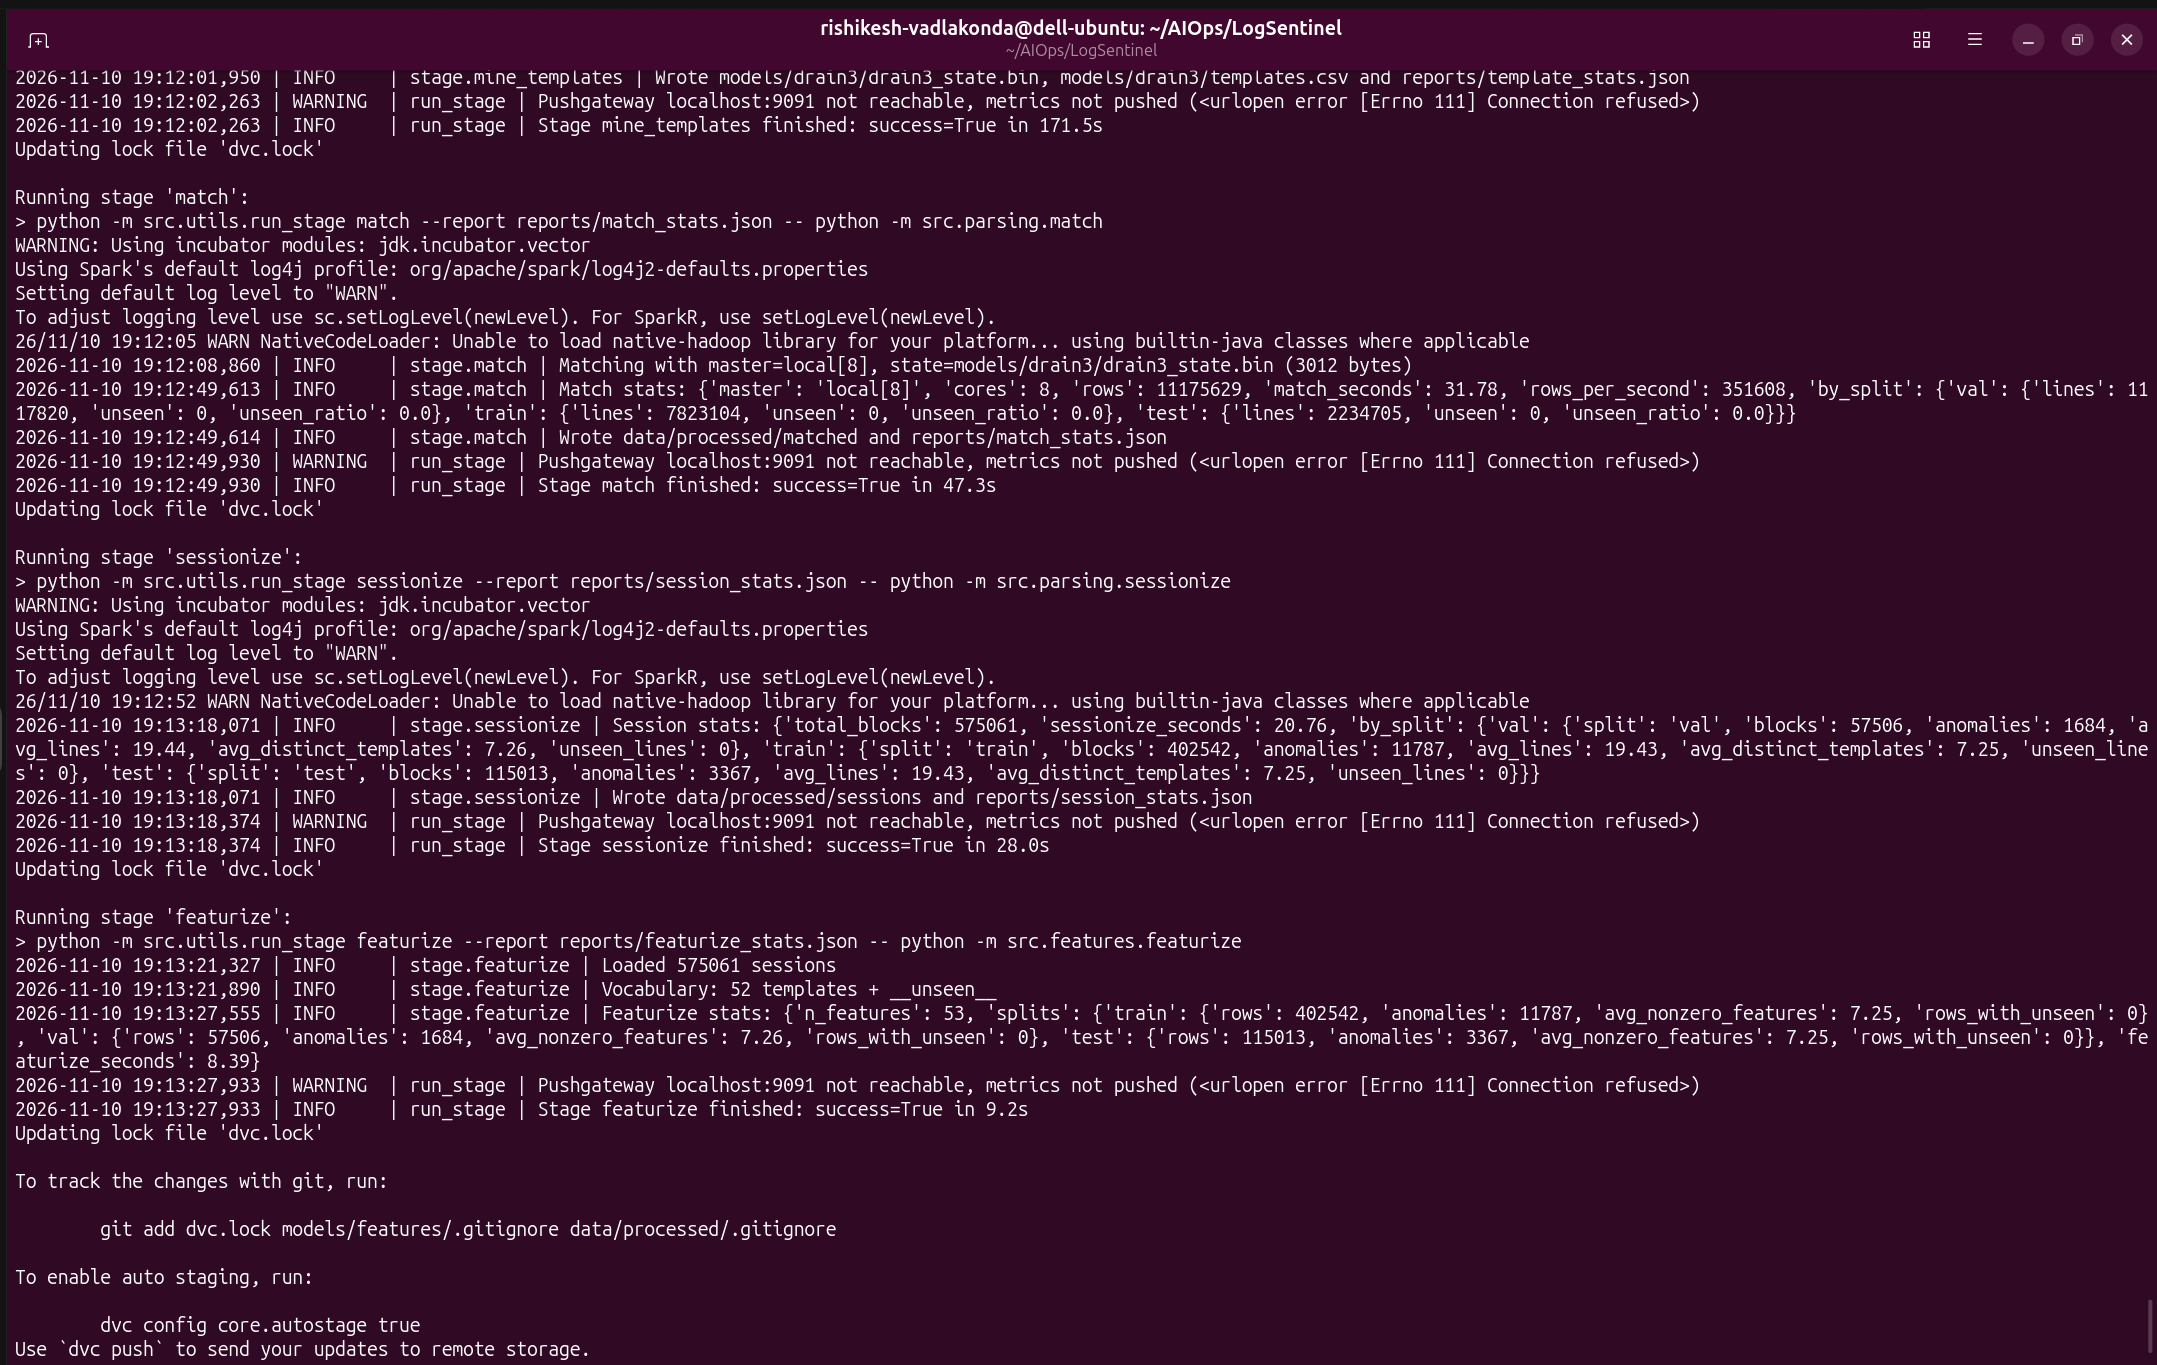 rishikesh-vadlakonda@dell-ubuntu: ~/AIOps/LogSentinel
~/AIOps/LogSentinel
2026-11-10 19:12:01,950 | INFO     | stage.mine_templates | Wrote models/drain3/drain3_state.bin, models/drain3/templates.csv and reports/template_stats.json
2026-11-10 19:12:02,263 | WARNING  | run_stage | Pushgateway localhost:9091 not reachable, metrics not pushed (<urlopen error [Errno 111] Connection refused>)
2026-11-10 19:12:02,263 | INFO     | run_stage | Stage mine_templates finished: success=True in 171.5s
Updating lock file 'dvc.lock'
Running stage 'match':
> python -m src.utils.run_stage match --report reports/match_stats.json -- python -m src.parsing.match
WARNING: Using incubator modules: jdk.incubator.vector
Using Spark's default log4j profile: org/apache/spark/log4j2-defaults.properties
Setting default log level to "WARN".
To adjust logging level use sc.setLogLevel(newLevel). For SparkR, use setLogLevel(newLevel).
26/11/10 19:12:05 WARN NativeCodeLoader: Unable to load native-hadoop library for your platform... using builtin-java classes where applicable
2026-11-10 19:12:08,860 | INFO     | stage.match | Matching with master=local[8], state=models/drain3/drain3_state.bin (3012 bytes)
2026-11-10 19:12:49,613 | INFO     | stage.match | Match stats: {'master': 'local[8]', 'cores': 8, 'rows': 11175629, 'match_seconds': 31.78, 'rows_per_second': 351608, 'by_split': {'val': {'lines': 11
17820, 'unseen': 0, 'unseen_ratio': 0.0}, 'train': {'lines': 7823104, 'unseen': 0, 'unseen_ratio': 0.0}, 'test': {'lines': 2234705, 'unseen': 0, 'unseen_ratio': 0.0}}}
2026-11-10 19:12:49,614 | INFO     | stage.match | Wrote data/processed/matched and reports/match_stats.json
2026-11-10 19:12:49,930 | WARNING  | run_stage | Pushgateway localhost:9091 not reachable, metrics not pushed (<urlopen error [Errno 111] Connection refused>)
2026-11-10 19:12:49,930 | INFO     | run_stage | Stage match finished: success=True in 47.3s
Updating lock file 'dvc.lock'
Running stage 'sessionize':
> python -m src.utils.run_stage sessionize --report reports/session_stats.json -- python -m src.parsing.sessionize
WARNING: Using incubator modules: jdk.incubator.vector
Using Spark's default log4j profile: org/apache/spark/log4j2-defaults.properties
Setting default log level to "WARN".
To adjust logging level use sc.setLogLevel(newLevel). For SparkR, use setLogLevel(newLevel).
26/11/10 19:12:52 WARN NativeCodeLoader: Unable to load native-hadoop library for your platform... using builtin-java classes where applicable
2026-11-10 19:13:18,071 | INFO     | stage.sessionize | Session stats: {'total_blocks': 575061, 'sessionize_seconds': 20.76, 'by_split': {'val': {'split': 'val', 'blocks': 57506, 'anomalies': 1684, 'a
vg_lines': 19.44, 'avg_distinct_templates': 7.26, 'unseen_lines': 0}, 'train': {'split': 'train', 'blocks': 402542, 'anomalies': 11787, 'avg_lines': 19.43, 'avg_distinct_templates': 7.25, 'unseen_line
s': 0}, 'test': {'split': 'test', 'blocks': 115013, 'anomalies': 3367, 'avg_lines': 19.43, 'avg_distinct_templates': 7.25, 'unseen_lines': 0}}}
2026-11-10 19:13:18,071 | INFO     | stage.sessionize | Wrote data/processed/sessions and reports/session_stats.json
2026-11-10 19:13:18,374 | WARNING  | run_stage | Pushgateway localhost:9091 not reachable, metrics not pushed (<urlopen error [Errno 111] Connection refused>)
2026-11-10 19:13:18,374 | INFO     | run_stage | Stage sessionize finished: success=True in 28.0s
Updating lock file 'dvc.lock'
Running stage 'featurize':
> python -m src.utils.run_stage featurize --report reports/featurize_stats.json -- python -m src.features.featurize
2026-11-10 19:13:21,327 | INFO     | stage.featurize | Loaded 575061 sessions
2026-11-10 19:13:21,890 | INFO     | stage.featurize | Vocabulary: 52 templates + __unseen__
2026-11-10 19:13:27,555 | INFO     | stage.featurize | Featurize stats: {'n_features': 53, 'splits': {'train': {'rows': 402542, 'anomalies': 11787, 'avg_nonzero_features': 7.25, 'rows_with_unseen': 0}
, 'val': {'rows': 57506, 'anomalies': 1684, 'avg_nonzero_features': 7.26, 'rows_with_unseen': 0}, 'test': {'rows': 115013, 'anomalies': 3367, 'avg_nonzero_features': 7.25, 'rows_with_unseen': 0}}, 'fe
aturize_seconds': 8.39}
2026-11-10 19:13:27,933 | WARNING  | run_stage | Pushgateway localhost:9091 not reachable, metrics not pushed (<urlopen error [Errno 111] Connection refused>)
2026-11-10 19:13:27,933 | INFO     | run_stage | Stage featurize finished: success=True in 9.2s
Updating lock file 'dvc.lock'
To track the changes with git, run:
git add dvc.lock models/features/.gitignore data/processed/.gitignore
To enable auto staging, run:
dvc config core.autostage true
Use `dvc push` to send your updates to remote storage.